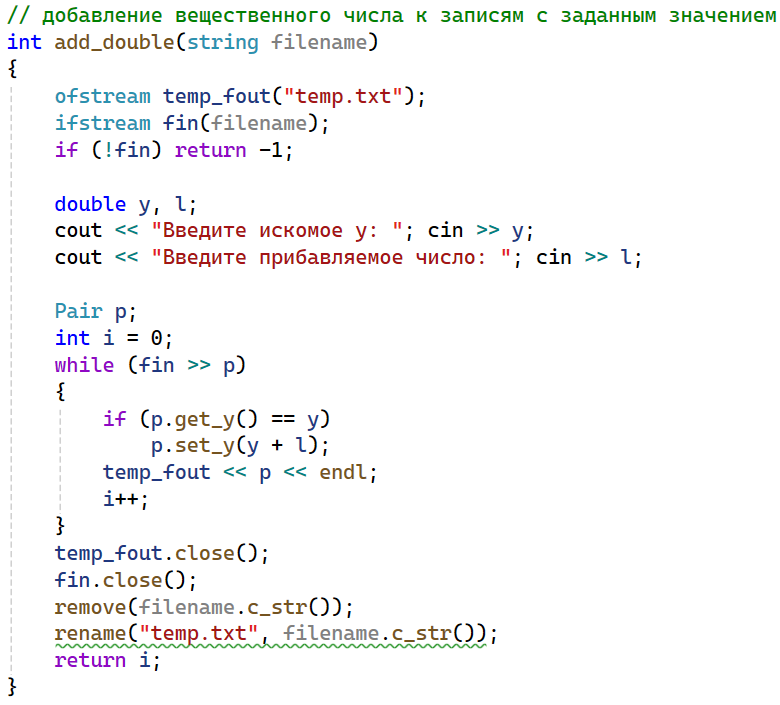 // добавление вещественного числа к записям с заданным значением
int add_double(string filename)
{
    ofstream temp_fout("temp.txt");
    ifstream fin(filename);
    if (!fin) return -1;

    double y, l;
    cout << "Введите искомое y: "; cin >> y;
    cout << "Введите прибавляемое число: "; cin >> l;

    Pair p;
    int i = 0;
    while (fin >> p)
    {
        if (p.get_y() == y)
            p.set_y(y + l);
        temp_fout << p << endl;
        i++;
    }
    temp_fout.close();
    fin.close();
    remove(filename.c_str());
    rename("temp.txt", filename.c_str());
    return i;
}